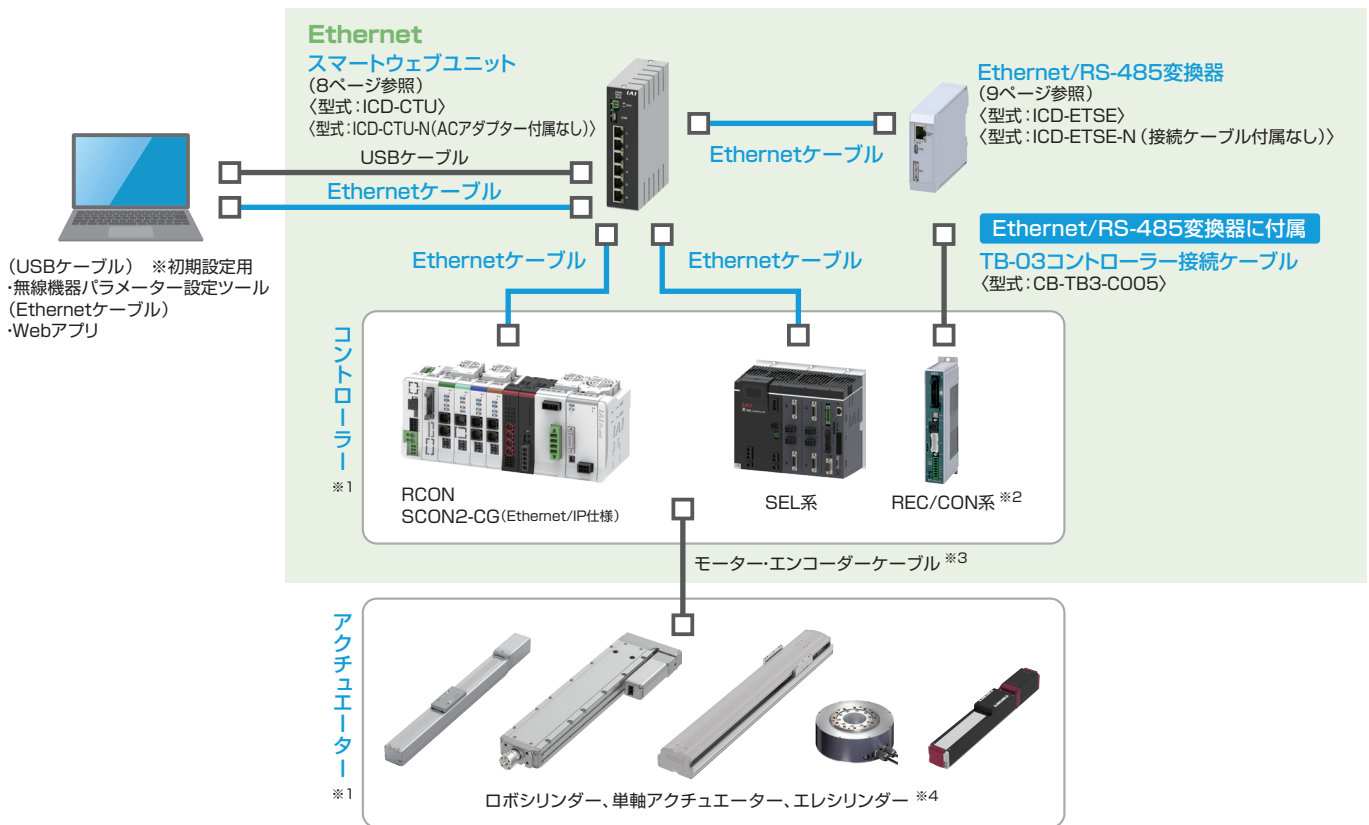 Ethernet
スマートウェブユニット
(8ページ参照)
〈型式:ICD-CTU〉
〈型式:ICD-CTU-N(ACアダプター付属なし)〉
Ethernet/RS-485変換器
(9ページ参照)
〈型式:ICD-ETSE〉
〈型式:ICD-ETSE-N(接続ケーブル付属なし)〉
IAI
USBケーブル
Ethernetケーブル
Ethernetケーブル
(USBケーブル) ※初期設定用
・無線機器パラメーター設定ツール
(Ethernetケーブル)
・Webアプリ
Ethernetケーブル
Ethernetケーブル
Ethernet/RS-485変換器に付属
TB-03コントローラー接続ケーブル
〈型式:CB-TB3-C005〉
コントローラー
※1
RCON
SCON2-CG(Ethernet/IP仕様)
SEL系
REC/CON系 ※2
モーター・エンコーダーケーブル ※3
アクチュエーター
※1
ロボシリンダー、単軸アクチュエーター、エレシリンダー ※4